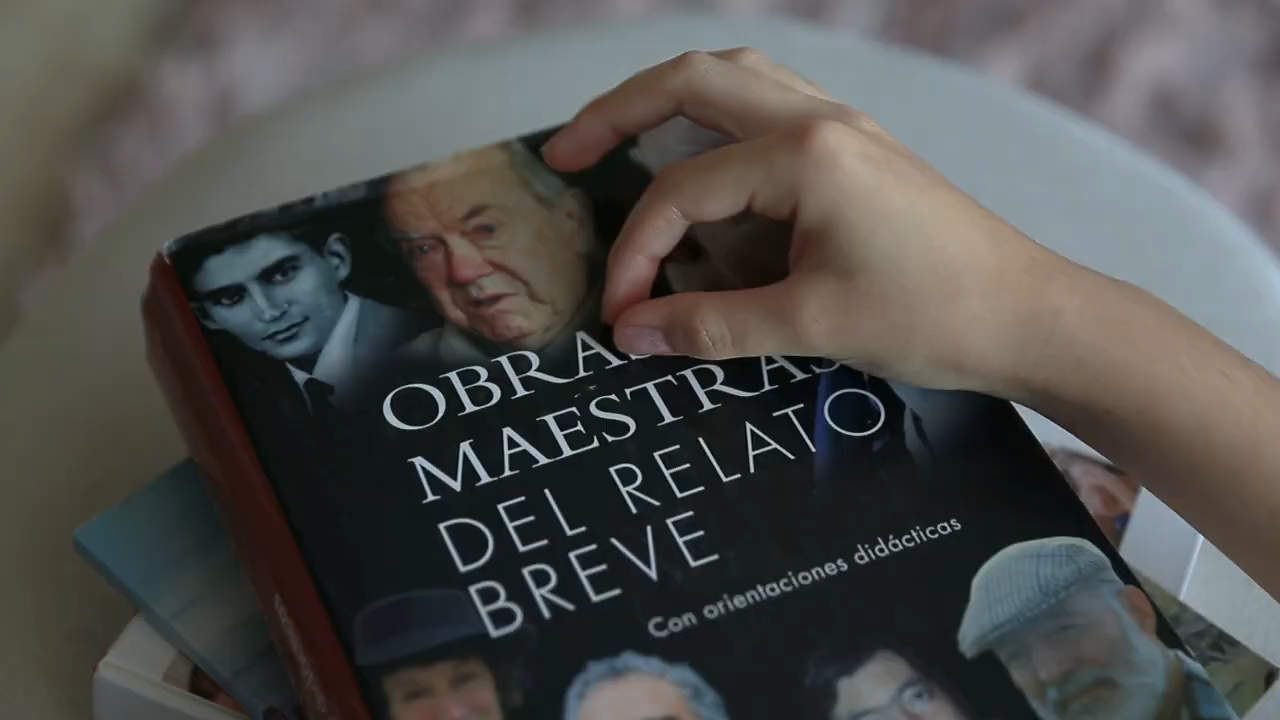 OBRAS
MAESTRAS
DEL RELATO
BREVE
Con orientaciones didácticas